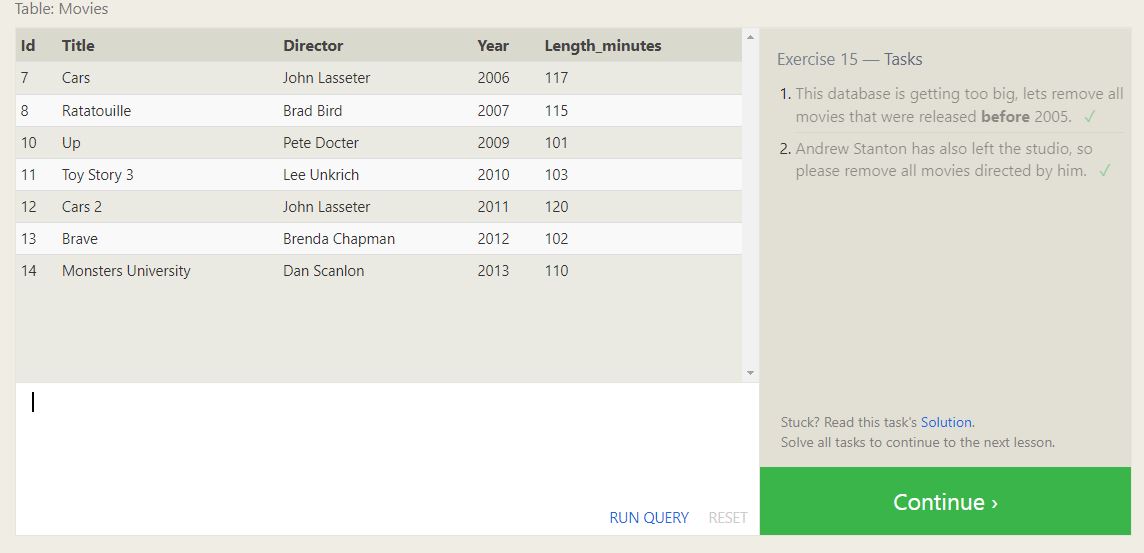 Table: Movies
Id Title Director Year Length_minutes
7 Cars John Lasseter 2006 117
8 Ratatouille Brad Bird 2007 115
10 Up Pete Docter 2009 101
11 Toy Story 3 Lee Unkrich 2010 103
12 Cars 2 John Lasseter 2011 120
13 Brave Brenda Chapman 2012 102
14 Monsters University Dan Scanlon 2013 110
RUN QUERY RESET
Exercise 15 — Tasks
1. This database is getting too big, lets remove all
movies that were released before 2005. ✓
2. Andrew Stanton has also left the studio, so
please remove all movies directed by him. ✓
Stuck? Read this task's Solution.
Solve all tasks to continue to the next lesson.
Continue ›